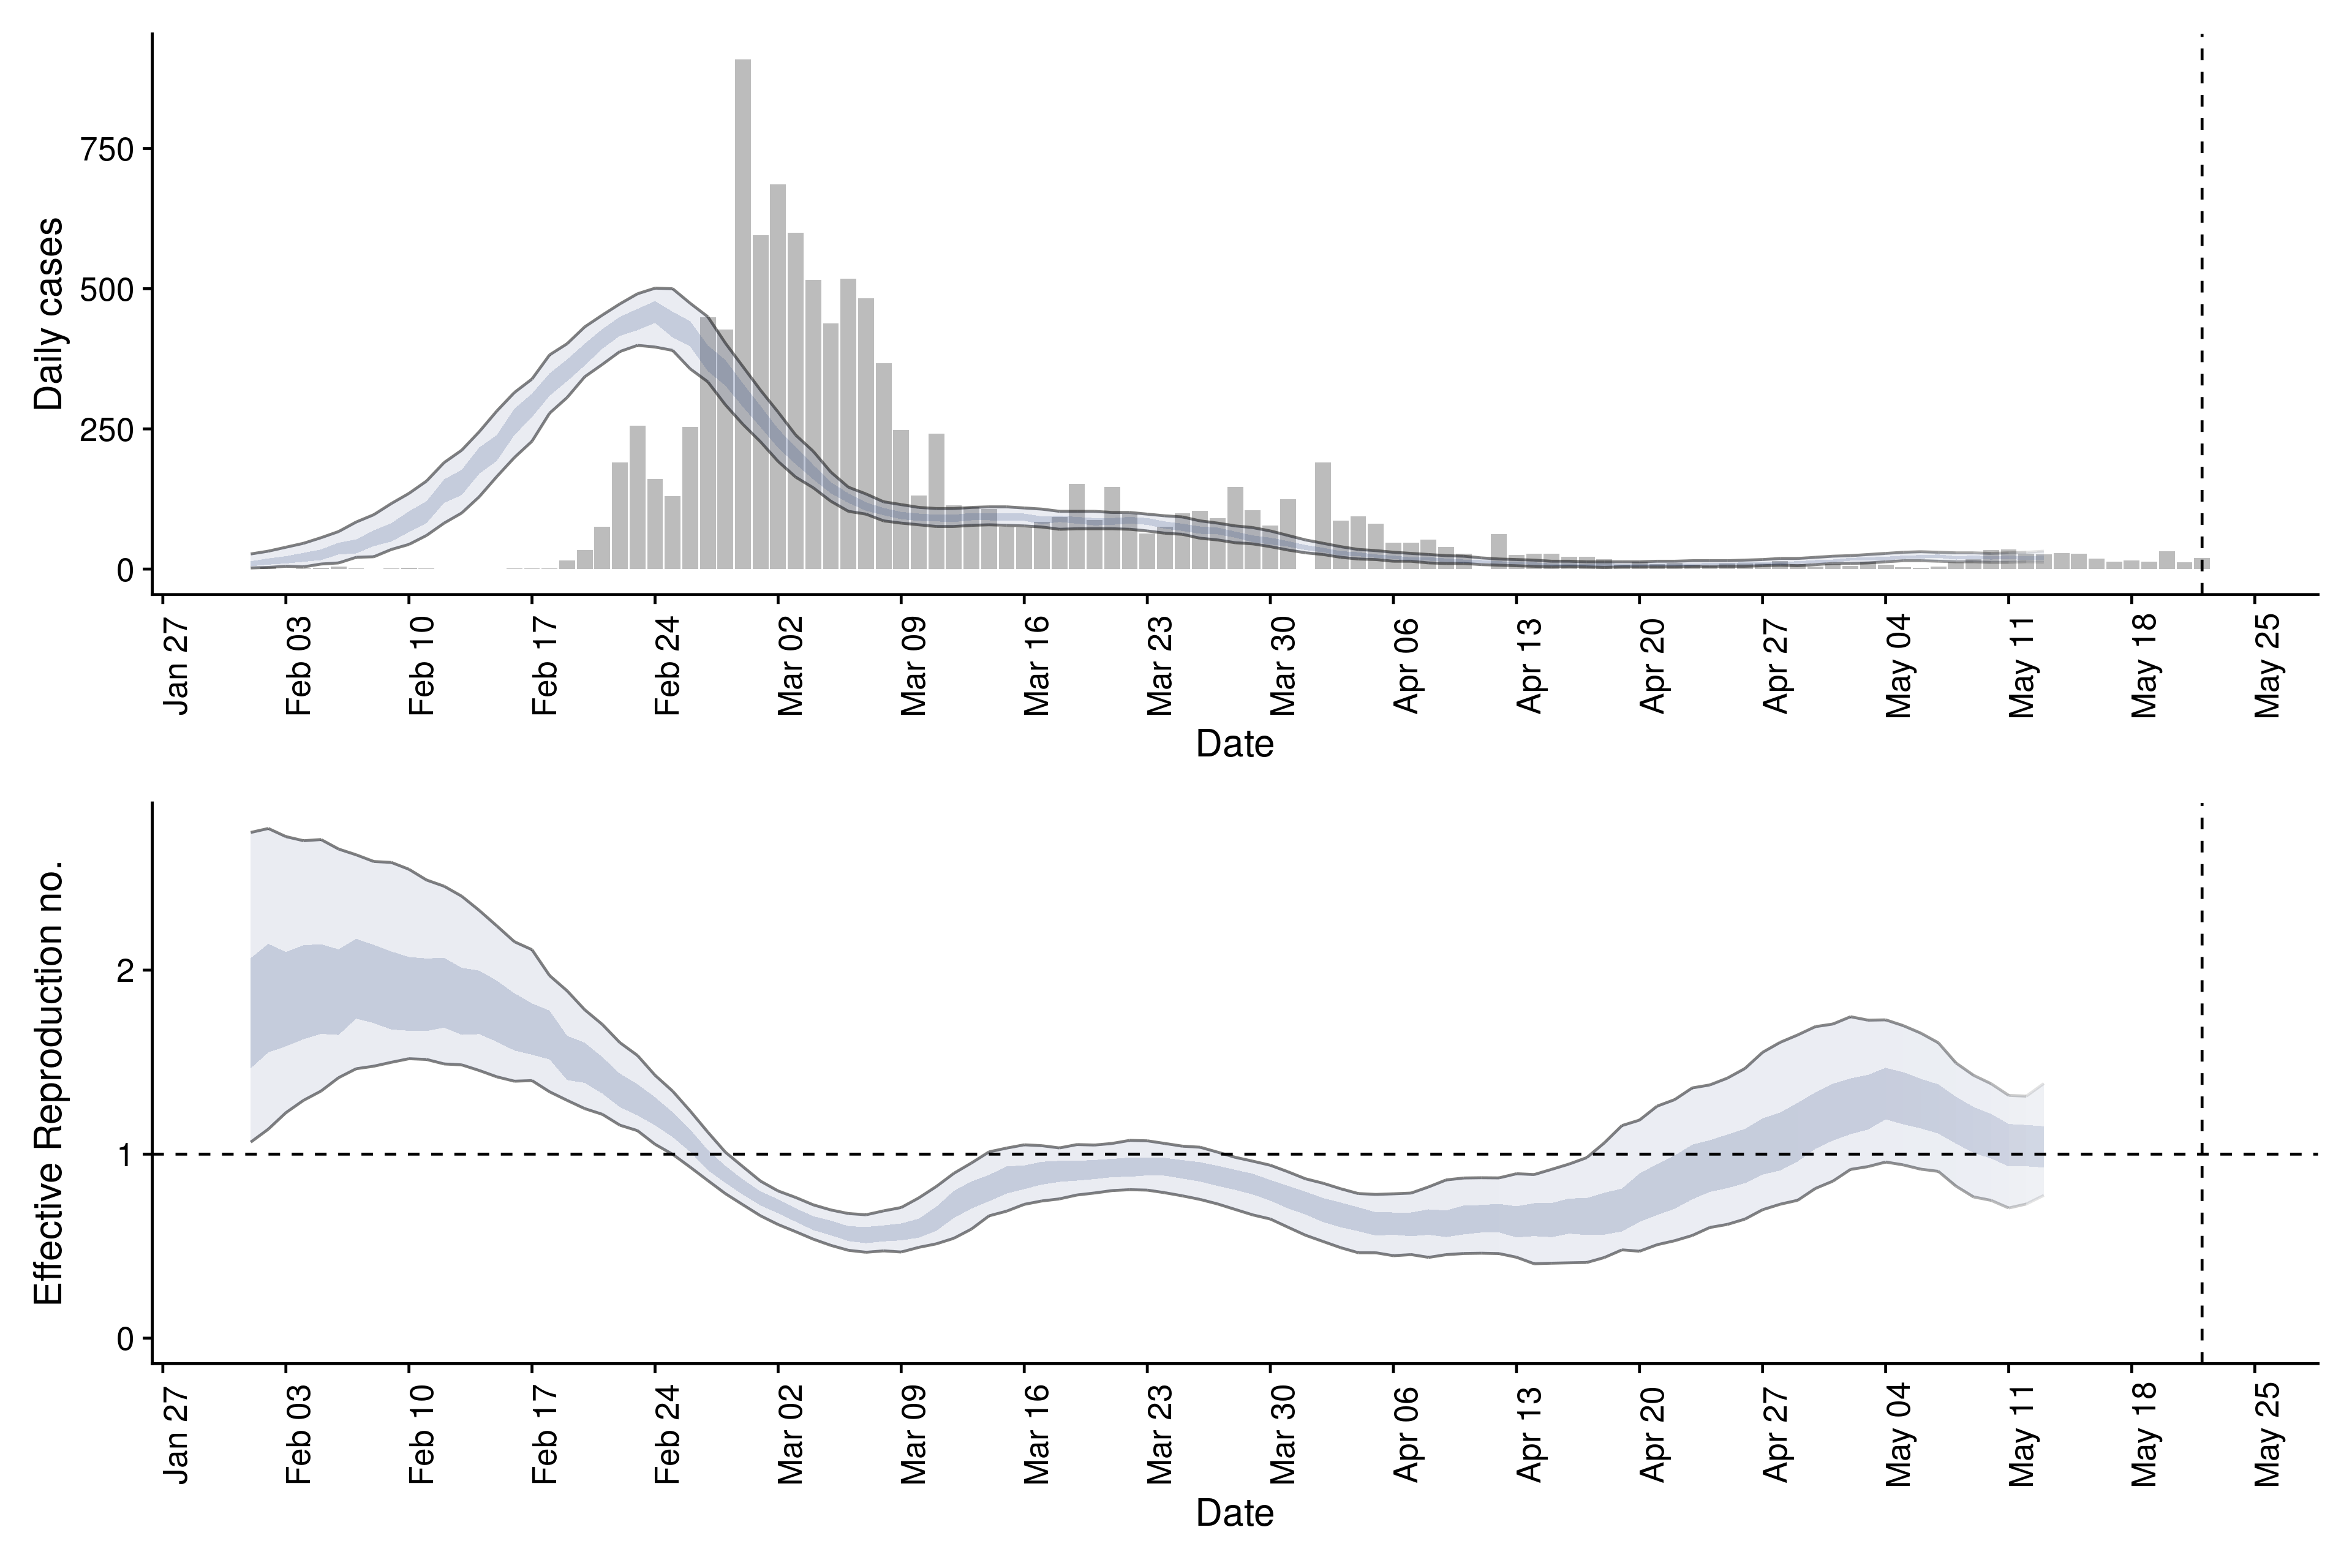 Daily cases
750
500
250
0
Jan 27
Feb 03
Feb 10
Feb 17
Feb 24
Mar 02
Mar 09
Mar 16
Mar 23
Mar 30
Apr 06
Apr 13
Apr 20
Apr 27
May 04
May 11
May 18
May 25
Date
Effective Reproduction no.
2
1
0
Jan 27
Feb 03
Feb 10
Feb 17
Feb 24
Mar 02
Mar 09
Mar 16
Mar 23
Mar 30
Apr 06
Apr 13
Apr 20
Apr 27
May 04
May 11
May 18
May 25
Date